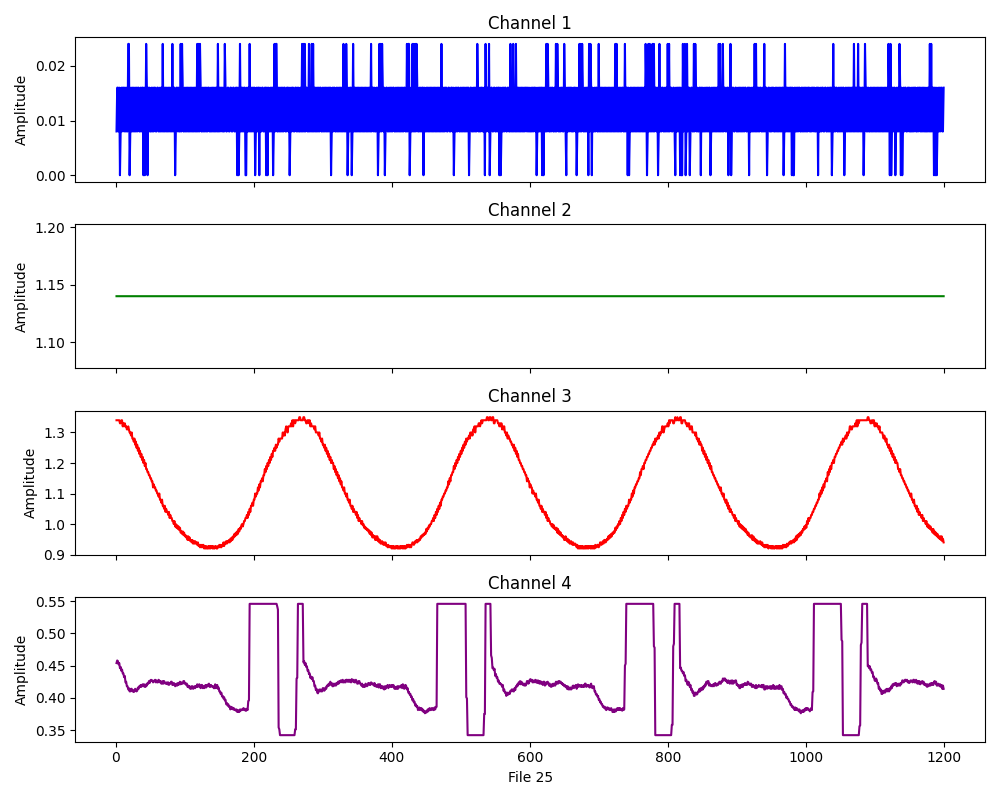 Channel 1
Amplitude
0.02
0.01
0.00
Channel 2
Amplitude
1.20
1.15
1.10
Channel 3
Amplitude
1.3
1.2
1.1
1.0
0.9
Channel 4
Amplitude
0.55
0.50
0.45
0.40
0.35
0 200 400 600 800 1000 1200
File 25